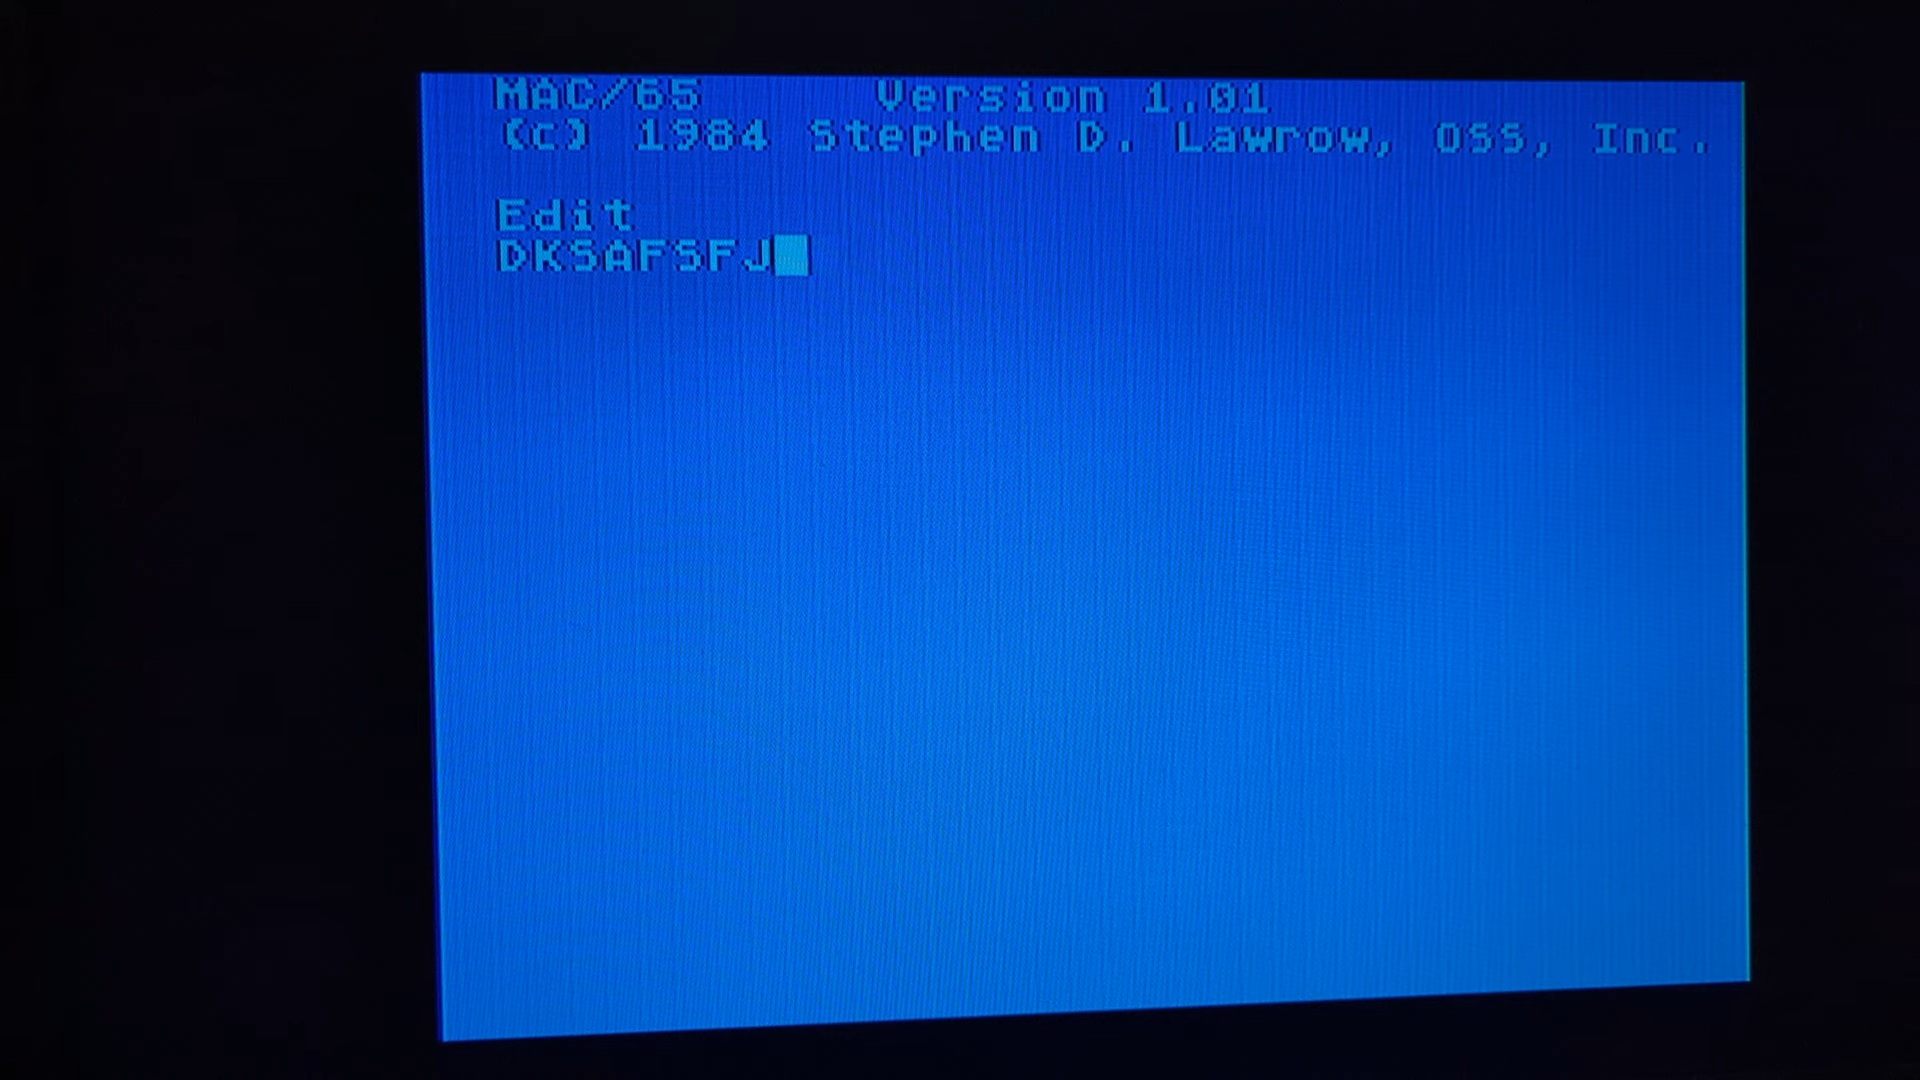 MAC/65 Version 1.01
(c) 1984 Stephen D. Lawrow, OSS, Inc.
Edit
DKSAFSFJ